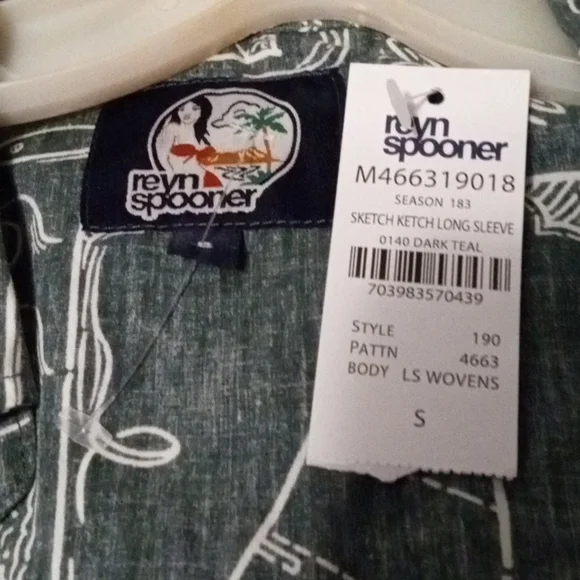 reyn
spooner
reyn
spooner
M466319018
SEASON 183
SKETCH KETCH LONG SLEEVE
0140 DARK TEAL
703983570439
STYLE 190
PATTN 4663
BODY LS WOVENS
S